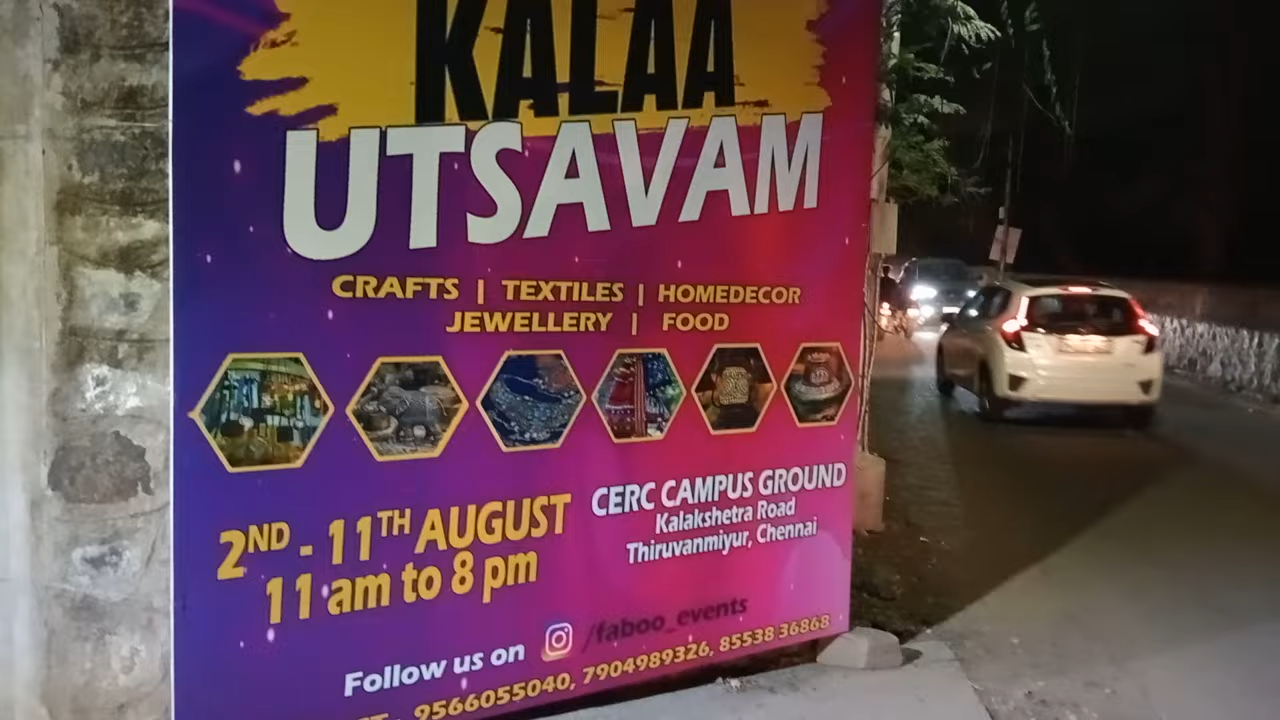 KALAA
UTSAVAM
CRAFTS | TEXTILES | HOMEDECOR
JEWELLERY | FOOD
2ND - 11TH AUGUST
11 am to 8 pm
CERC CAMPUS GROUND
Kalakshetra Road
Thiruvanmiyur, Chennai
Follow us on /faboo_events
9566055040, 7904989326, 85538 36868